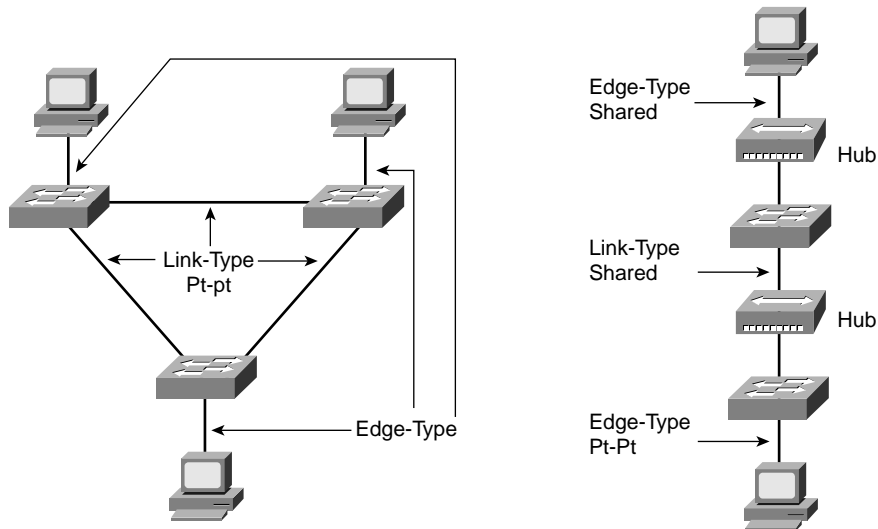 Link-Type
Pt-pt
Edge-Type
Edge-Type
Shared
Hub
Link-Type
Shared
Hub
Edge-Type
Pt-Pt